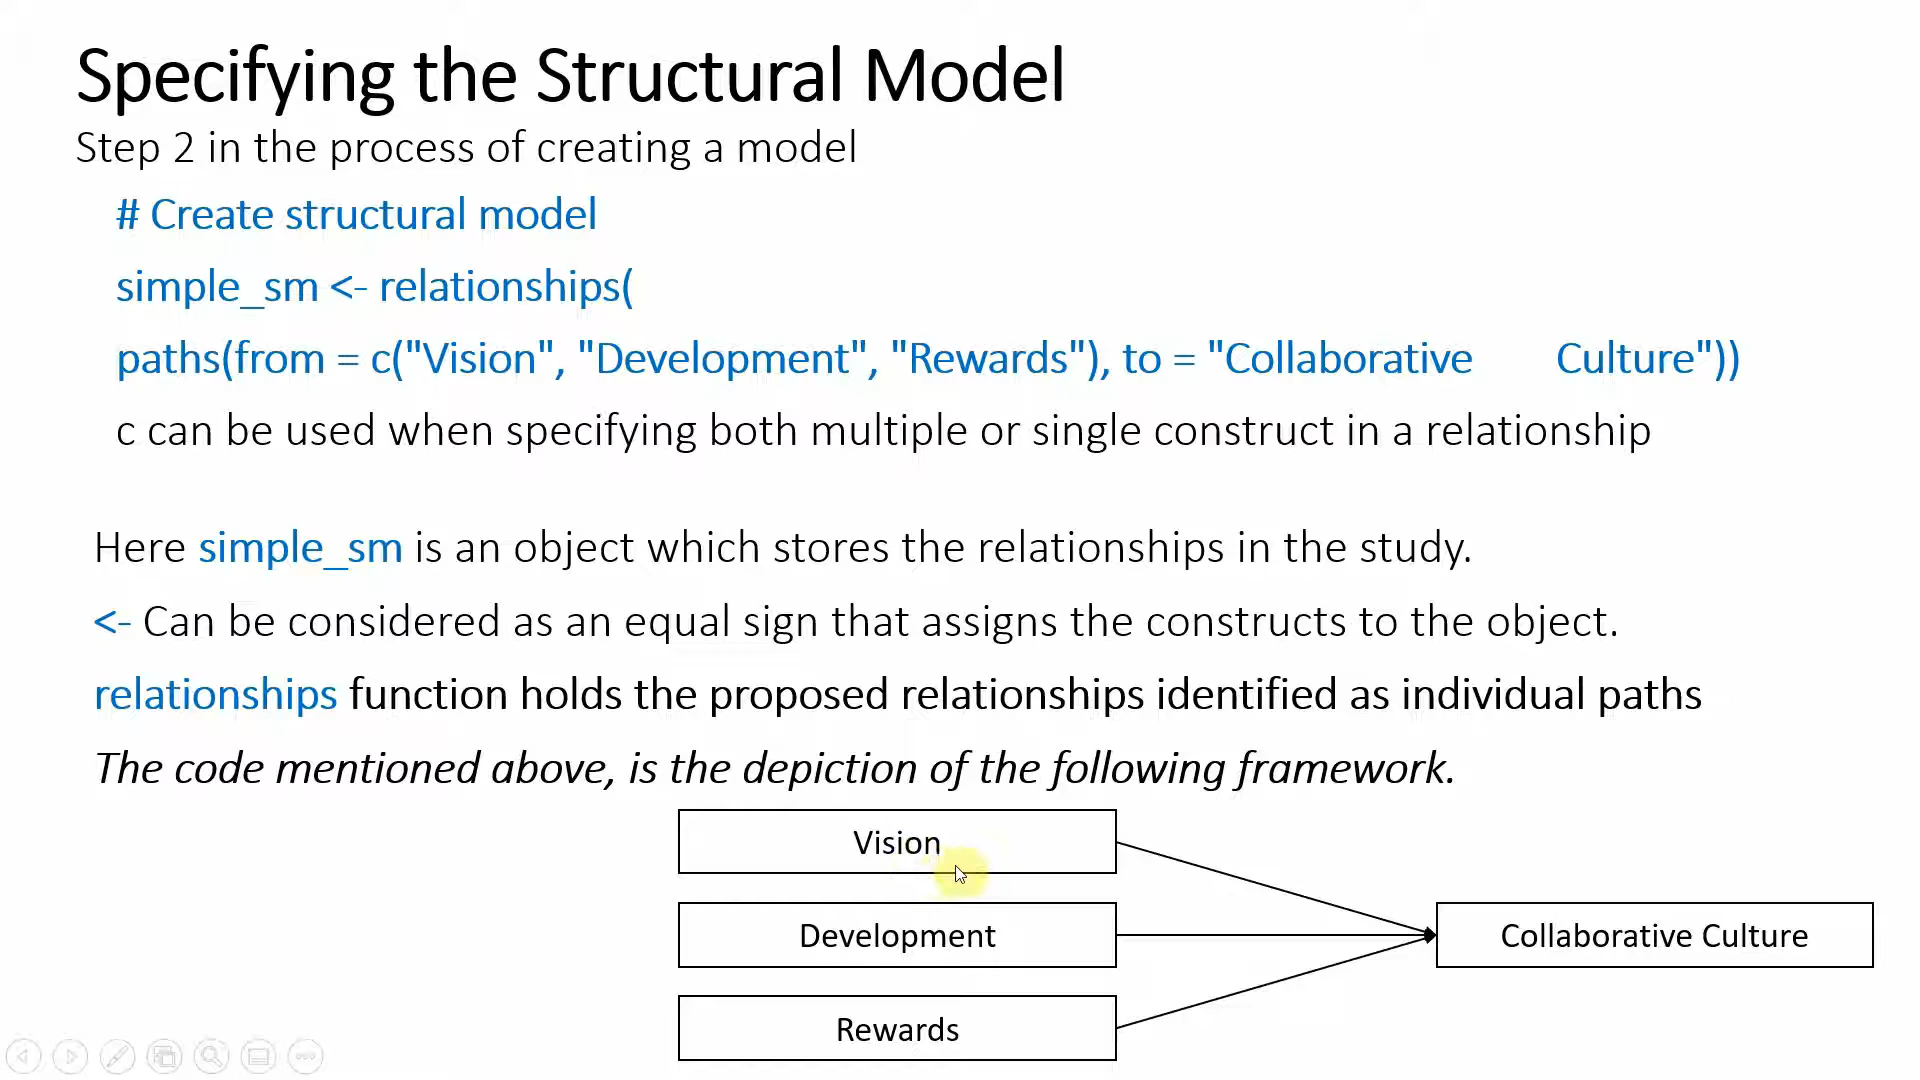 Specifying the Structural Model
Step 2 in the process of creating a model
# Create structural model
simple_sm <- relationships(
paths(from = c("Vision", "Development", "Rewards"), to = "Collaborative Culture"))
c can be used when specifying both multiple or single construct in a relationship
Here simple_sm is an object which stores the relationships in the study.
<- Can be considered as an equal sign that assigns the constructs to the object.
relationships function holds the proposed relationships identified as individual paths
The code mentioned above, is the depiction of the following framework.
Vision
Development
Collaborative Culture
Rewards